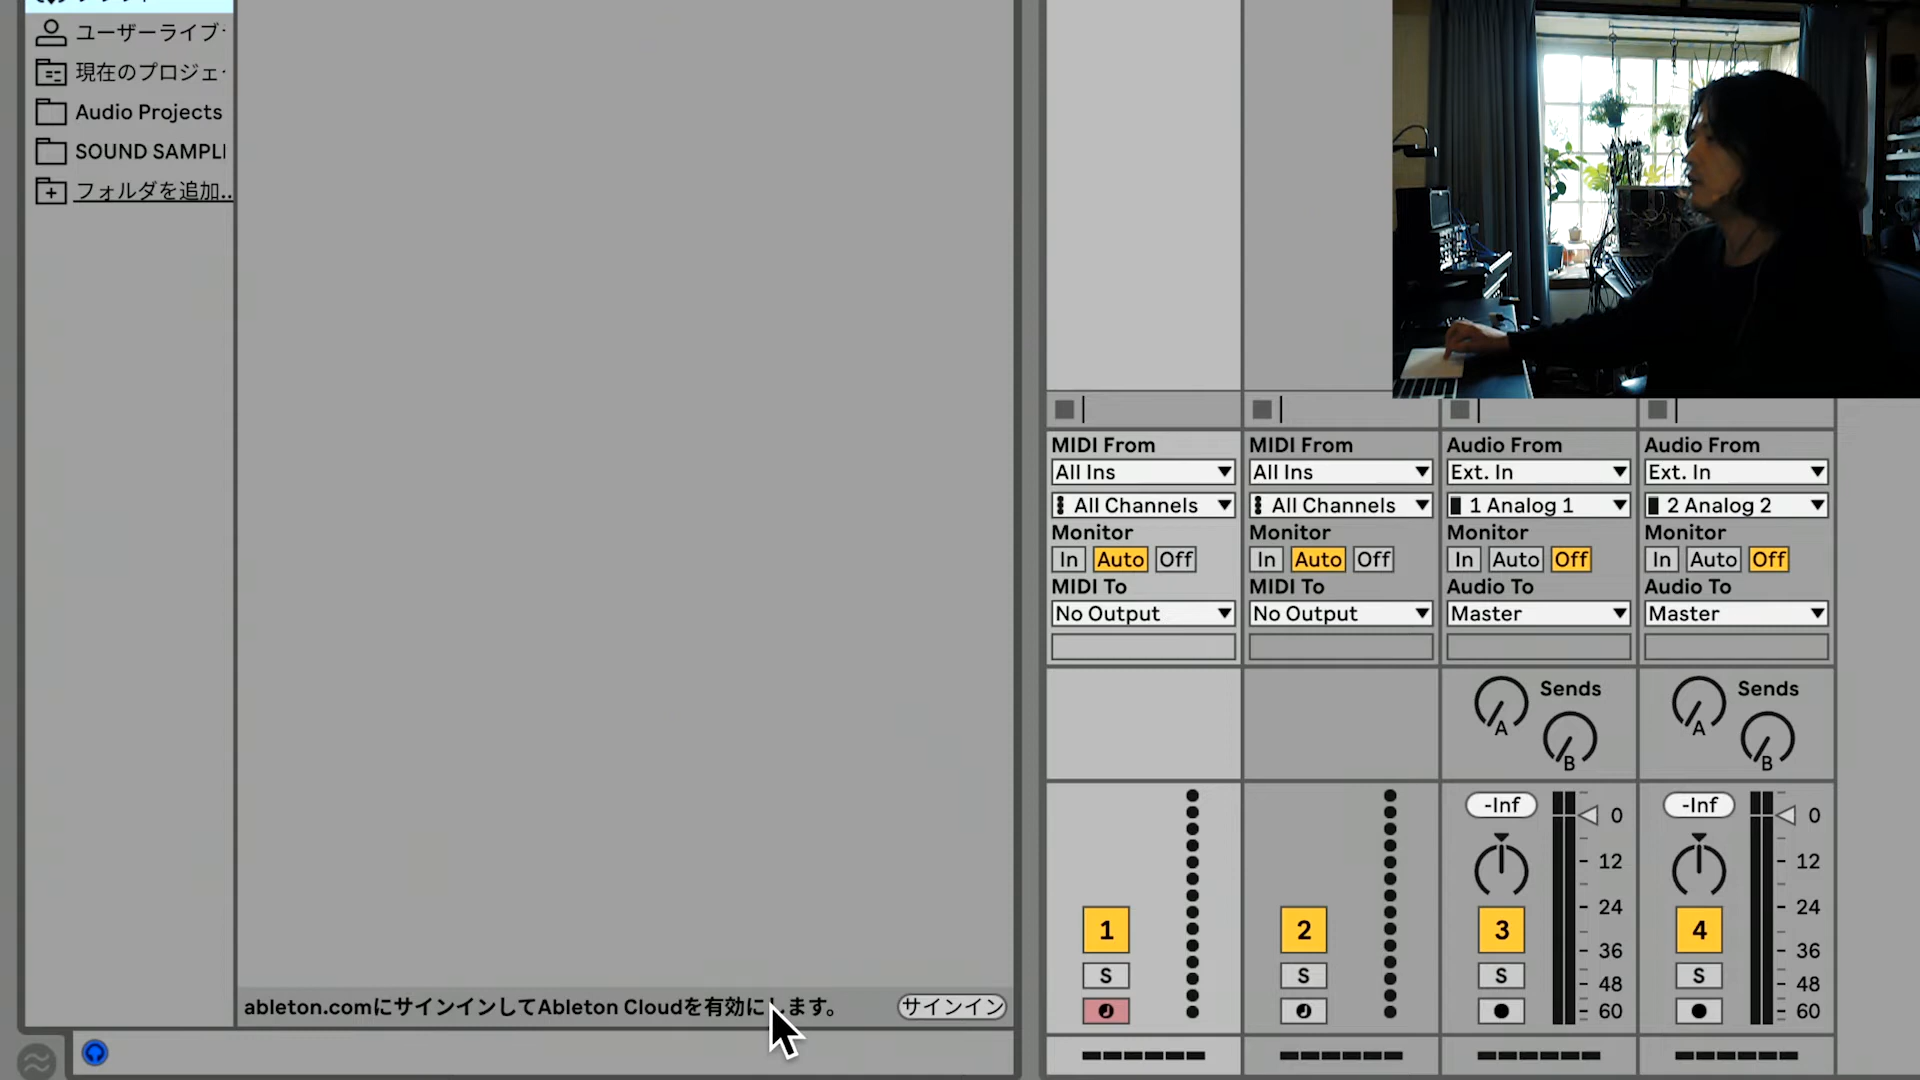 ユーザーライブ
現在のプロジェ
Audio Projects
SOUND SAMPL
フォルダを追加...
MIDI From
All Ins
All Channels
Monitor
In Auto Off
MIDI To
No Output
1
S
MIDI From
All Ins
All Channels
Monitor
In Auto Off
MIDI To
No Output
2
S
Audio From
Ext. In
1 Analog 1
Monitor
In Auto Off
Audio To
Master
Sends
A
B
-Inf
0
12
24
36
48
60
3
S
Audio From
Ext. In
2 Analog 2
Monitor
In Auto Off
Audio To
Master
Sends
A
B
-Inf
0
12
24
36
48
60
4
S
ableton.comにサインインしてAbleton Cloudを有効にします。
サインイン